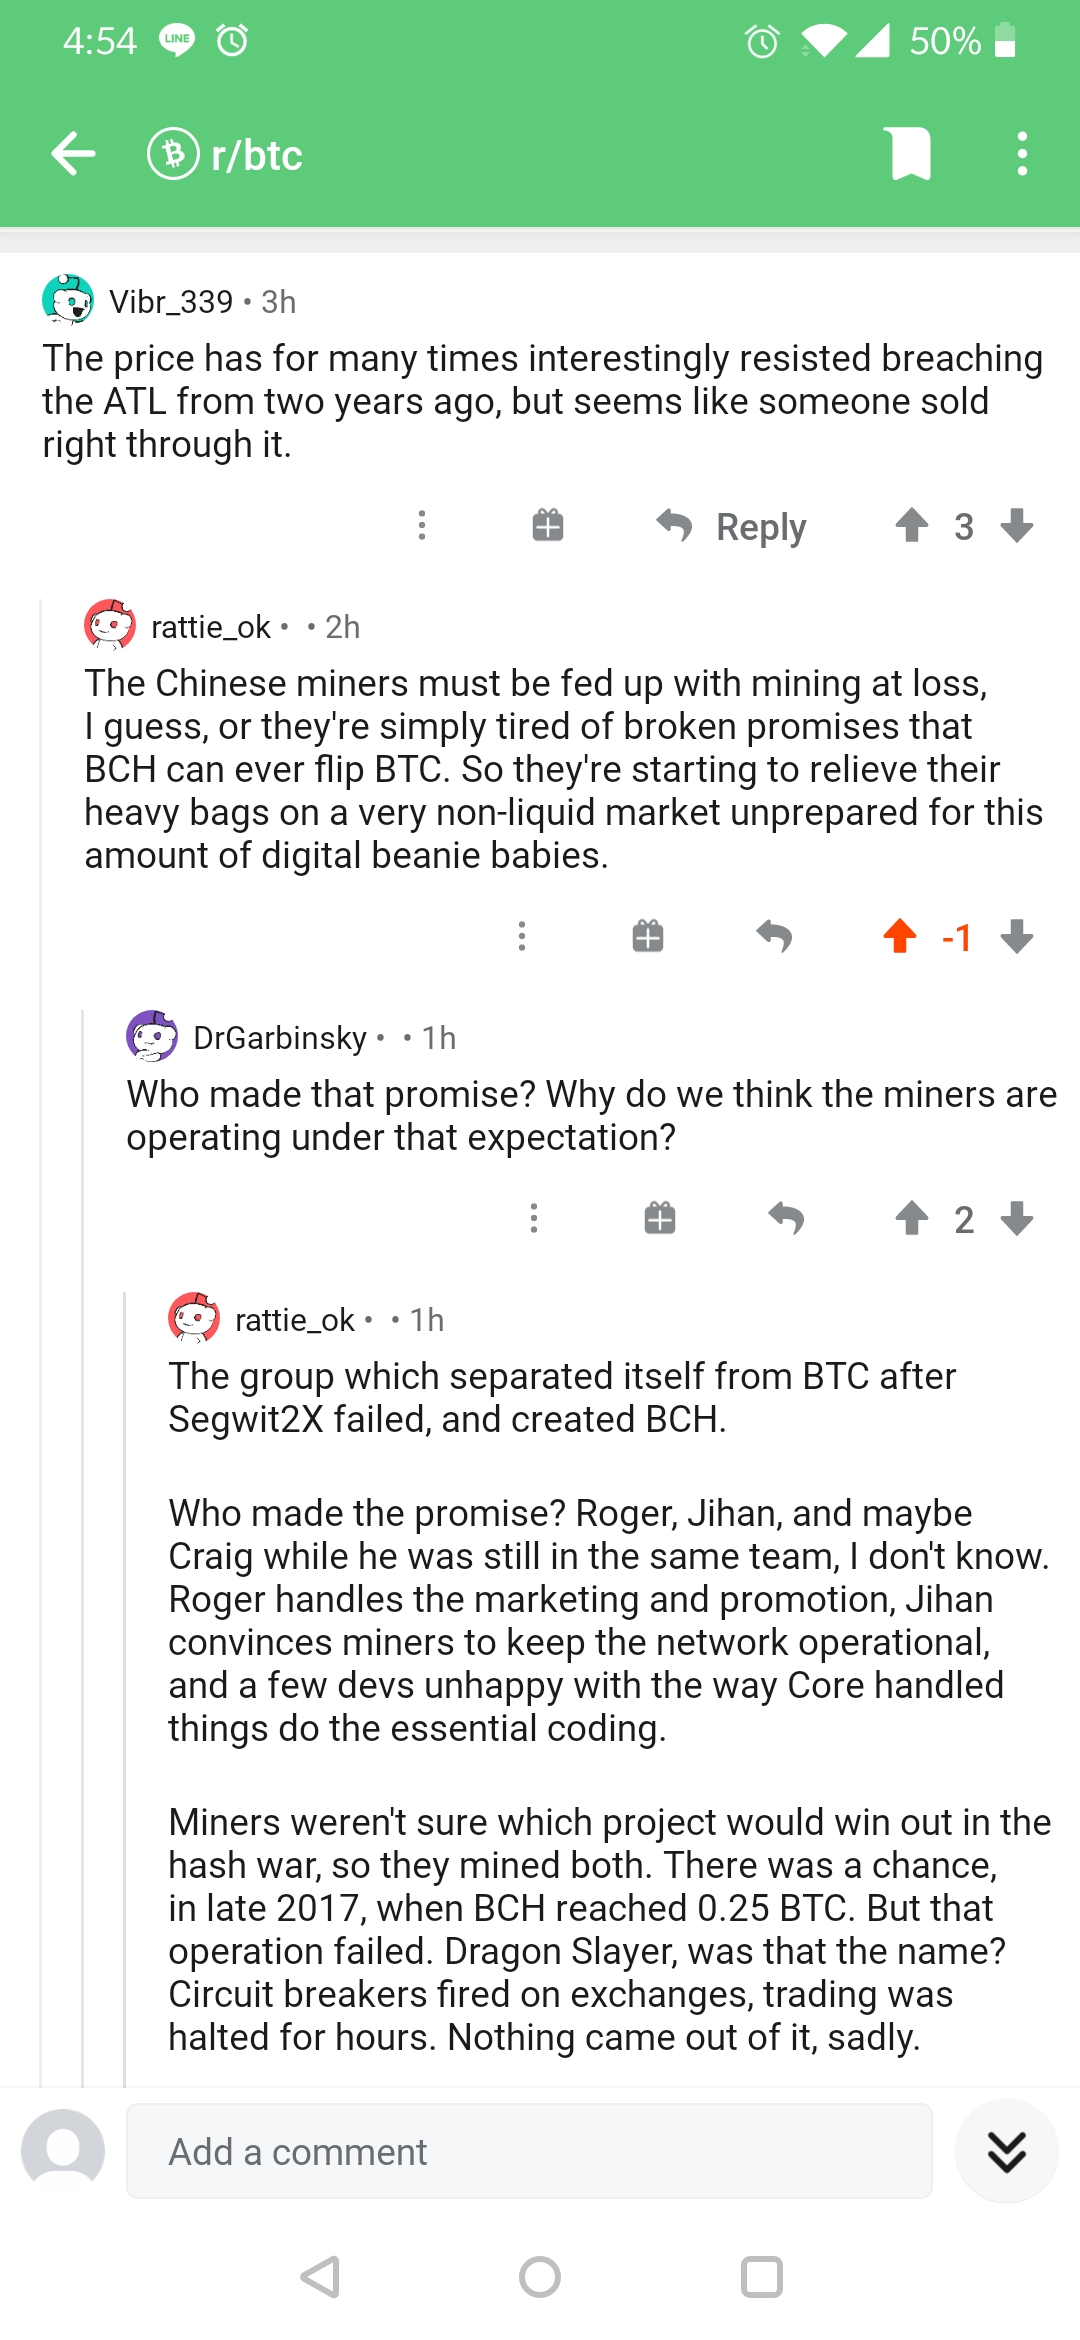 4:54 LINE 50%
r/btc
Vibr_339 • 3h
The price has for many times interestingly resisted breaching
the ATL from two years ago, but seems like someone sold
right through it.
Reply 3
rattie_ok • • 2h
The Chinese miners must be fed up with mining at loss,
I guess, or they're simply tired of broken promises that
BCH can ever flip BTC. So they're starting to relieve their
heavy bags on a very non-liquid market unprepared for this
amount of digital beanie babies.
-1
DrGarbinsky • • 1h
Who made that promise? Why do we think the miners are
operating under that expectation?
2
rattie_ok • • 1h
The group which separated itself from BTC after
Segwit2X failed, and created BCH.
Who made the promise? Roger, Jihan, and maybe
Craig while he was still in the same team, I don't know.
Roger handles the marketing and promotion, Jihan
convinces miners to keep the network operational,
and a few devs unhappy with the way Core handled
things do the essential coding.
Miners weren't sure which project would win out in the
hash war, so they mined both. There was a chance,
in late 2017, when BCH reached 0.25 BTC. But that
operation failed. Dragon Slayer, was that the name?
Circuit breakers fired on exchanges, trading was
halted for hours. Nothing came out of it, sadly.
Add a comment